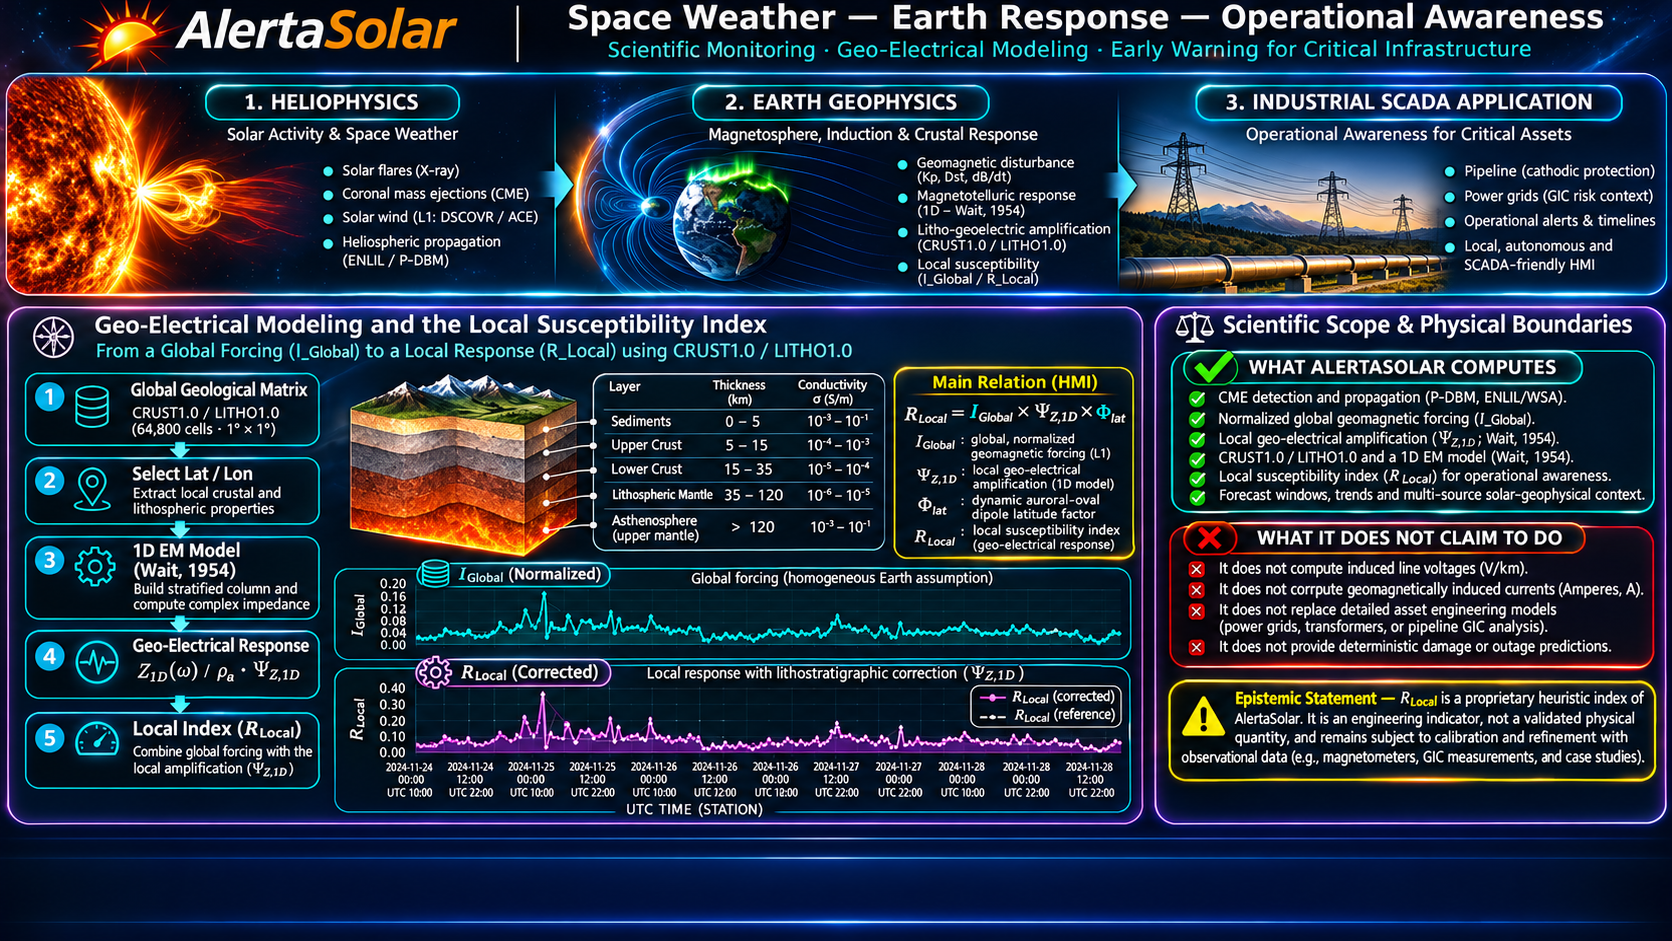 AlertaSolar
Space Weather — Earth Response — Operational Awareness
Scientific Monitoring · Geo-Electrical Modeling · Early Warning for Critical Infrastructure
1. HELIOPHYSICS
Solar Activity & Space Weather
Solar flares (X-ray)
Coronal mass ejections (CME)
Solar wind (L1: DSCOVR / ACE)
Heliospheric propagation
(ENLIL / P-DBM)
2. EARTH GEOPHYSICS
Magnetosphere, Induction & Crustal Response
Geomagnetic disturbance
(Kp, Dst, dB/dt)
Magnetotelluric response
(1D – Wait, 1954)
Litho-geoelectric amplification
(CRUST1.0 / LITHO1.0)
Local susceptibility
(I_Global / R_Local)
3. INDUSTRIAL SCADA APPLICATION
Operational Awareness for Critical Assets
Pipeline (cathodic protection)
Power grids (GIC risk context)
Operational alerts & timelines
Local, autonomous and
SCADA-friendly HMI
Geo-Electrical Modeling and the Local Susceptibility Index
From a Global Forcing (I_Global) to a Local Response (R_Local) using CRUST1.0 / LITHO1.0
1
Global Geological Matrix
CRUST1.0 / LITHO1.0
(64,800 cells · 1° × 1°)
2
Select Lat / Lon
Extract local crustal and
lithospheric properties
3
1D EM Model
(Wait, 1954)
Build stratified column and
compute complex impedance
4
Geo-Electrical Response
Z1D(ω) / ρa · ΨZ,1D
5
Local Index (RLocal)
Combine global forcing with the
local amplification (ΨZ,1D)
Layer Thickness (km) Conductivity σ (S/m)
Sediments 0 – 5 10⁻³ – 10⁻¹
Upper Crust 5 – 15 10⁻⁴ – 10⁻³
Lower Crust 15 – 35 10⁻⁵ – 10⁻⁴
Lithospheric Mantle 35 – 120 10⁻⁶ – 10⁻⁵
Asthenosphere (upper mantle) > 120 10⁻³ – 10⁻¹
Main Relation (HMI)
RLocal = IGlobal × ΨZ,1D × Φlat
IGlobal : global, normalized
geomagnetic forcing (L1)
ΨZ,1D : local geo-electrical
amplification (1D model)
Φlat : dynamic auroral-oval
dipole latitude factor
RLocal : local susceptibility index
(geo-electrical response)
IGlobal (Normalized)
Global forcing (homogeneous Earth assumption)
IGlobal
0.20
0.16
0.12
0.08
0.04
0.00
RLocal (Corrected)
Local response with lithostratigraphic correction (ΨZ,1D)
RLocal
0.40
0.30
0.20
0.10
0.00
RLocal (corrected)
RLocal (reference)
2024-11-24 2024-11-24 2024-11-25 2024-11-25 2024-11-26 2024-11-26 2024-11-26 2024-11-27 2024-11-27 2024-11-28 2024-11-28 2024-11-28
00:00 12:00 00:00 12:00 00:00 12:00 00:00 12:00 00:00 00:00 00:00 12:00
UTC 10:00 UTC 22:00 UTC 10:00 UTC 22:00 UTC 00:00 UTC 12:00 UTC 22:00 UTC 10:00 UTC 22:00 UTC 22:00
UTC TIME (STATION)
Scientific Scope & Physical Boundaries
WHAT ALERTASOLAR COMPUTES
CME detection and propagation (P-DBM, ENLIL/WSA).
Normalized global geomagnetic forcing (I_Global).
Local geo-electrical amplification (ΨZ,1D; Wait, 1954).
CRUST1.0 / LITHO1.0 and a 1D EM model (Wait, 1954).
Local susceptibility index (R Local) for operational awareness.
Forecast windows, trends and multi-source solar-geophysical context.
WHAT IT DOES NOT CLAIM TO DO
It does not compute induced line voltages (V/km).
It does not corrpute geomagnetically induced currents (Amperes, A).
It does not replace detailed asset engineering models
(power grids, transformers, or pipeline GIC analysis).
It does not provide deterministic damage or outage predictions.
Epistemic Statement — RLocal is a proprietary heuristic index of
AlertaSolar. It is an engineering indicator, not a validated physical
quantity, and remains subject to calibration and refinement with
observational data (e.g., magnetometers, GIC measurements, and case studies).